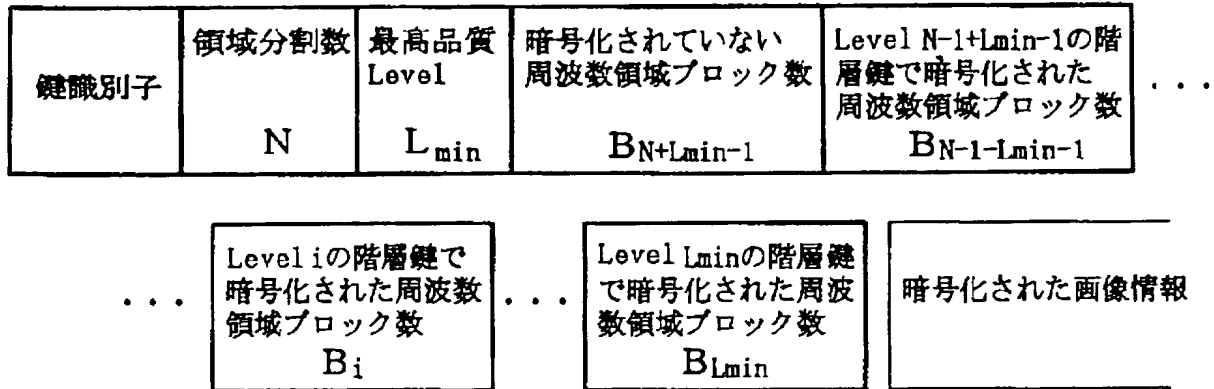 鍵識別子
領域分割数
N
最高品質
Level
Lmin
暗号化されていない
周波数領域ブロック数
BN+Lmin-1
Level N-1+Lmin-1の階
層鍵で暗号化された
周波数領域ブロック数
BN-1-Lmin-1
...
...
Level iの階層鍵で
暗号化された周波数
領域ブロック数
Bi
...
Level Lminの階層鍵
で暗号化された周波
数領域ブロック数
BLmin
暗号化された画像情報